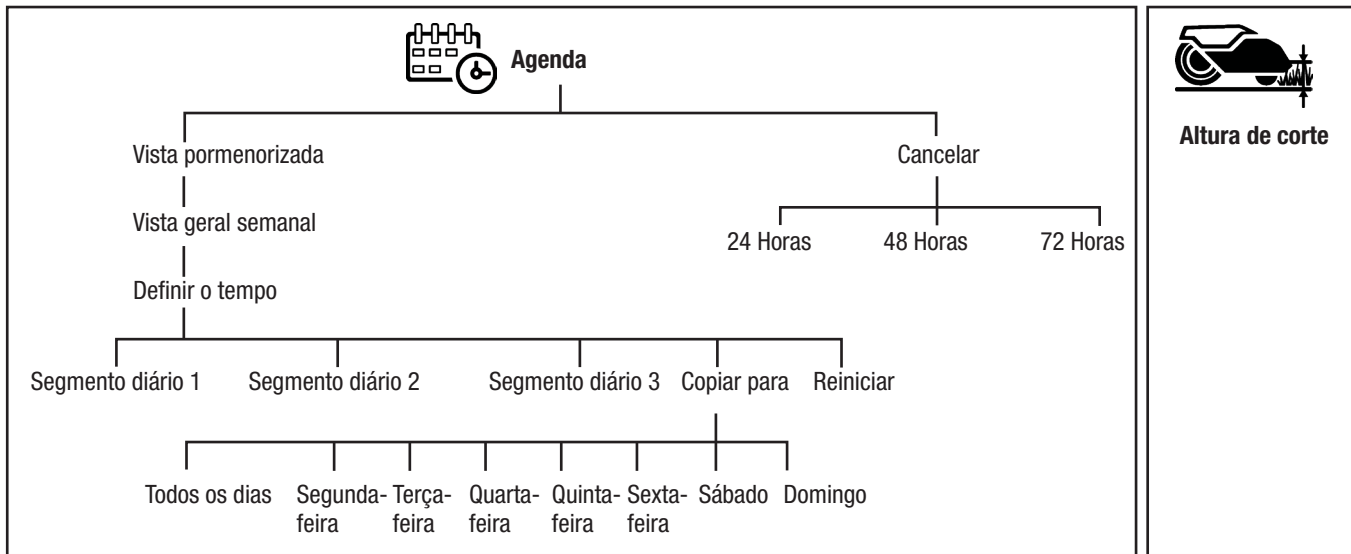 Agenda
Altura de corte
Vista pormenorizada
Cancelar
Vista geral semanal
24 Horas
48 Horas
72 Horas
Definir o tempo
Segmento diário 1
Segmento diário 2
Segmento diário 3
Copiar para
Reiniciar
Todos os dias
Segunda-
feira
Terça-
feira
Quarta-
feira
Quinta-
feira
Sexta-
feira
Sábado
Domingo